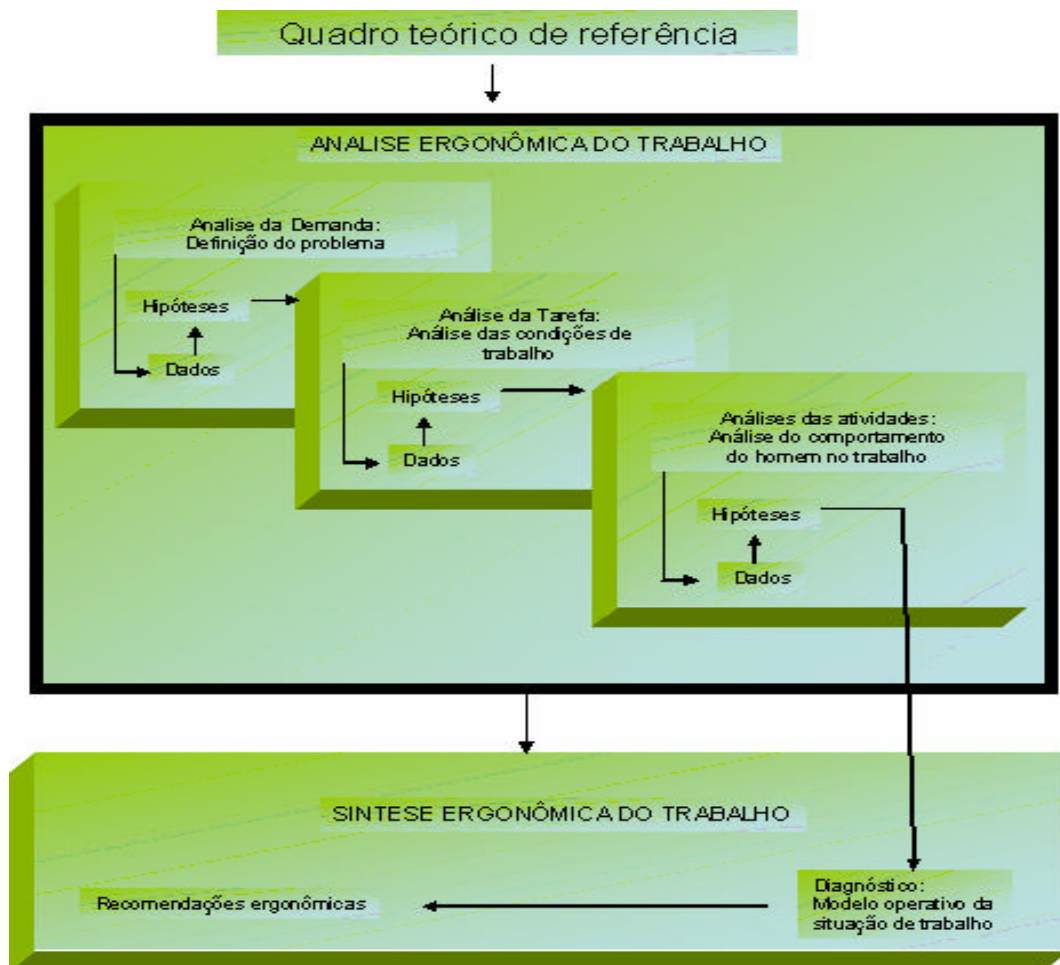 Quadro teórico de referência
ANALISE ERGONÔMICA DO TRABALHO
Analise da Demanda:
Definição do problema
Hipóteses
Dados
Análise da Tarefa:
Análise das condições de
trabalho
Hipóteses
Dados
Análises das atividades:
Análise do comportamento
do homem no trabalho
Hipóteses
Dados
SINTESE ERGONÔMICA DO TRABALHO
Recomendações ergonômicas
Diagnóstico:
Modelo operativo da
situação de trabalho